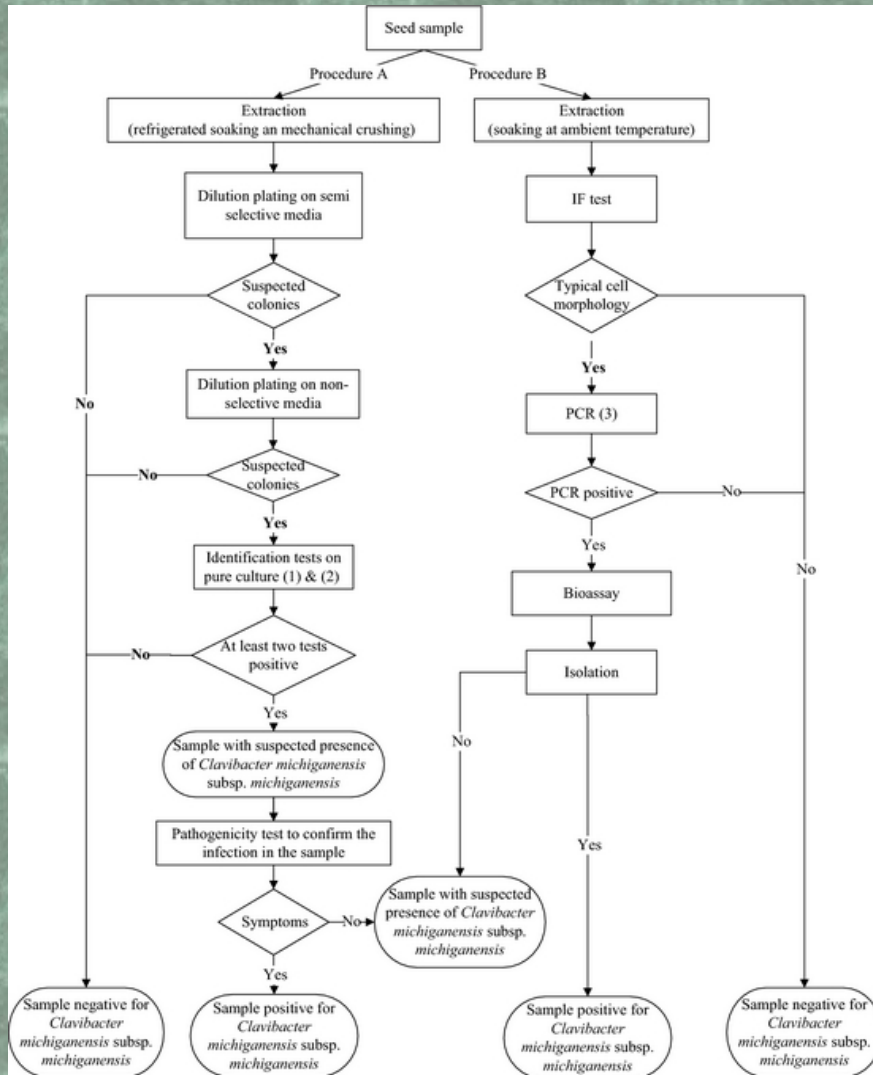 Seed sample
Procedure A
Procedure B
Extraction
(refrigerated soaking an mechanical crushing)
Extraction
(soaking at ambient temperature)
Dilution plating on semi
selective media
IF test
Suspected
colonies
Typical cell
morphology
Yes
Yes
Dilution plating on non-
selective media
No
PCR (3)
No
Suspected
colonies
PCR positive
No
Yes
Yes
Identification tests on
pure culture (1) & (2)
No
Bioassay
No
At least two tests
positive
Isolation
Yes
No
Sample with suspected presence
of Clavibacter michiganensis
subsp. michiganensis
Pathogenicity test to confirm the
infection in the sample
Yes
Symptoms
No
Sample with suspected
presence of Clavibacter
michiganensis subsp.
michiganensis
Yes
Sample negative for
Clavibacter
michiganensis subsp.
michiganensis
Sample positive for
Clavibacter
michiganensis subsp.
michiganensis
Sample positive for
Clavibacter
michiganensis subsp.
michiganensis
Sample negative for
Clavibacter
michiganensis subsp.
michiganensis